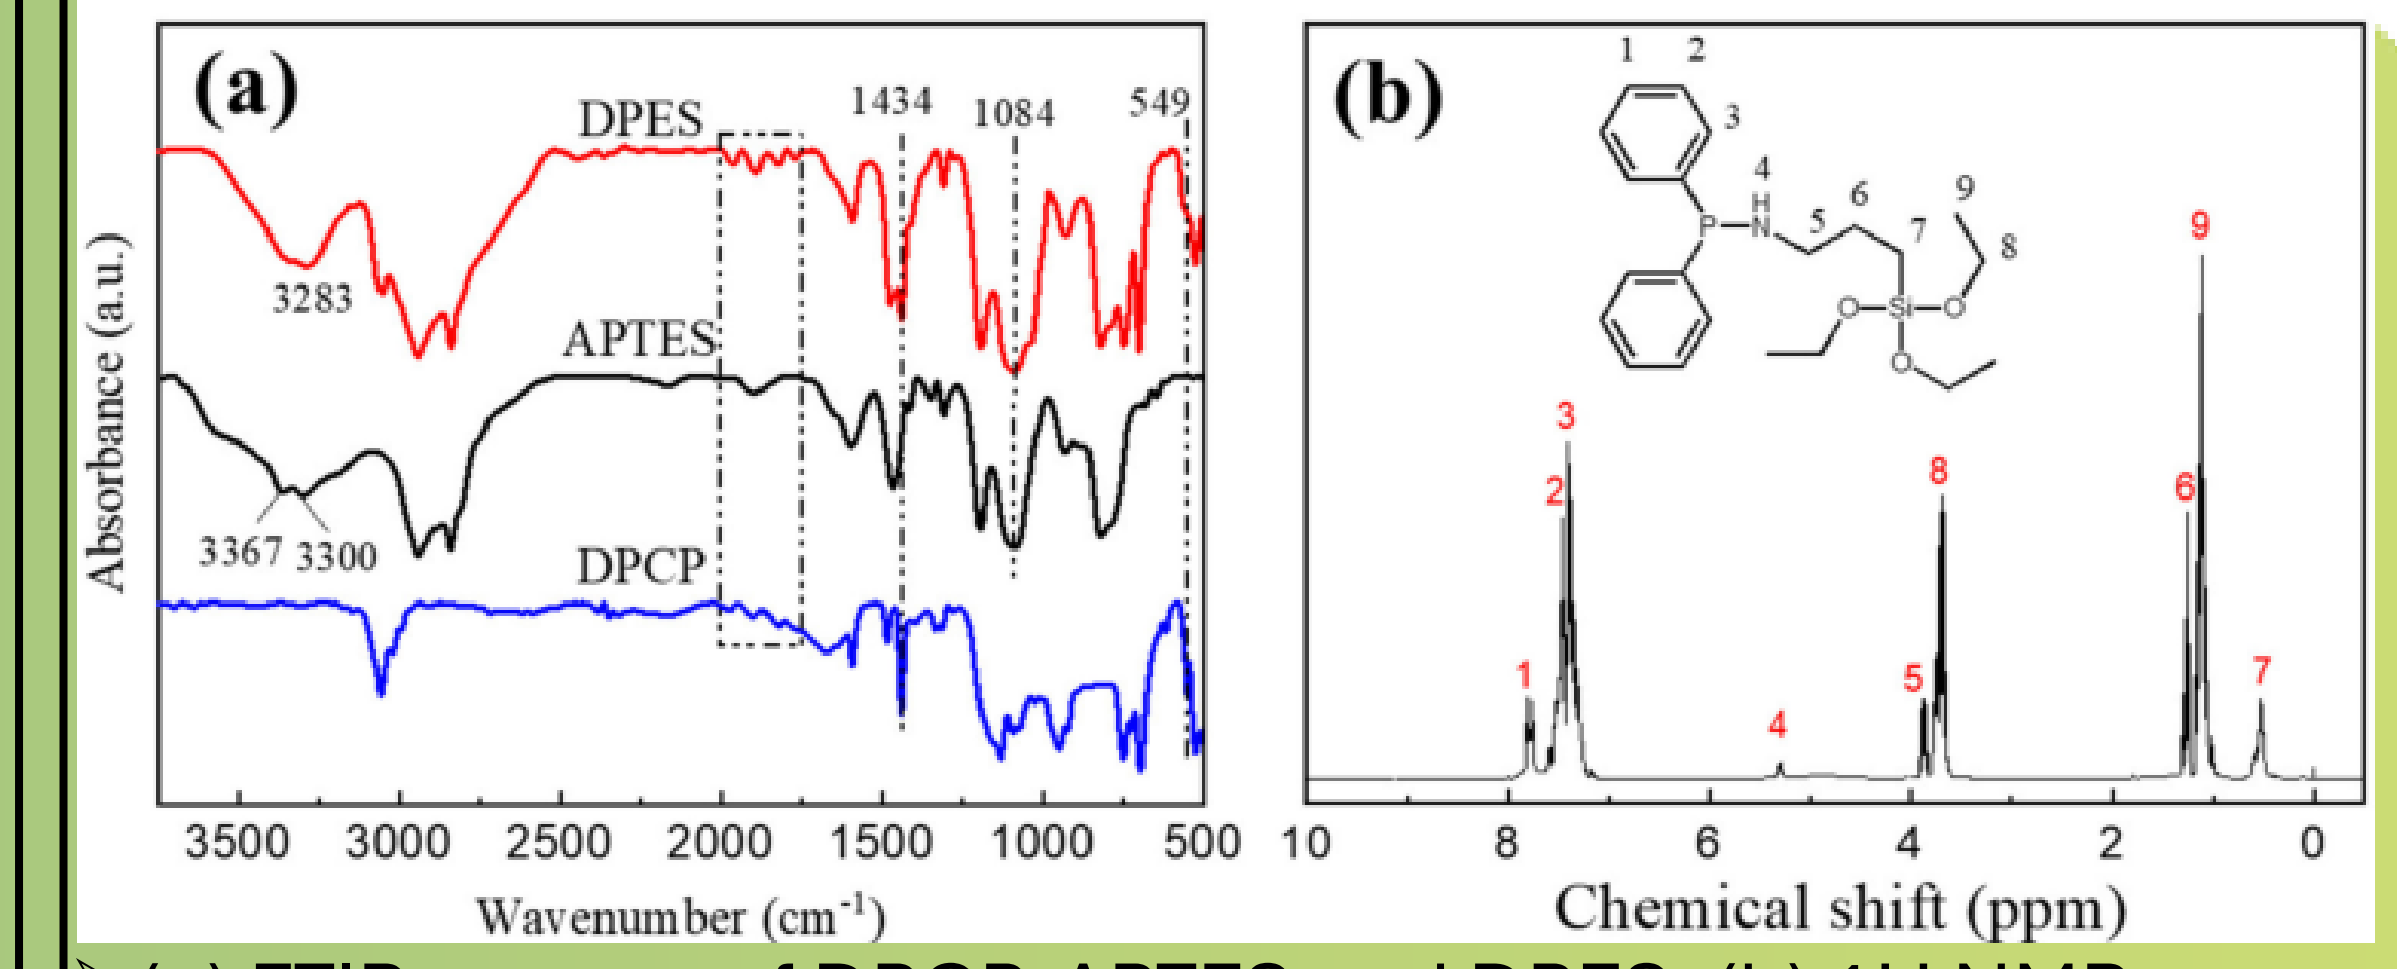 (a)
DPES
1434
1084
549
3283
APTES
3367 3300
DPCP
Absorbance (a.u.)
3500 3000 2500 2000 1500 1000 500
Wavenumber (cm-1)
(b)
1 2
3
4
H
P N
5
6
7
9
8
O Si O
O
1
2
3
4
5
8
6
9
7
10 8 6 4 2 0
Chemical shift (ppm)